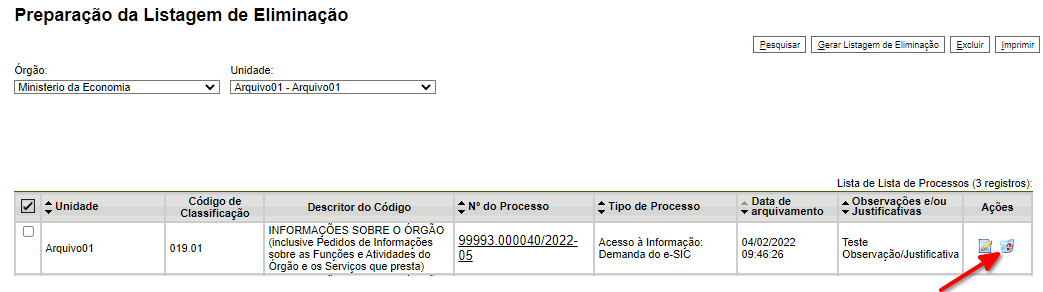 Preparação da Listagem de Eliminação
Pesquisar Gerar Listagem de Eliminação Excluir Imprimir
Órgão: Unidade:
Ministerio da Economia Arquivo01 - Arquivo01
Lista de Lista de Processos (3 registros):
Unidade
Código de
Classificação
Descritor do Código
Nº do Processo
Tipo de Processo
Data de
arquivamento
Observações e/ou
Justificativas
Ações
Arquivo01
019.01
INFORMAÇÕES SOBRE O ÓRGÃO
(inclusive Pedidos de Informações
sobre as Funções e Atividades do
Órgão e os Serviços que presta)
99993.000040/2022-
05
Acesso à Informação:
Demanda do e-SIC
04/02/2022
09:46:26
Teste
Observação/Justificativa